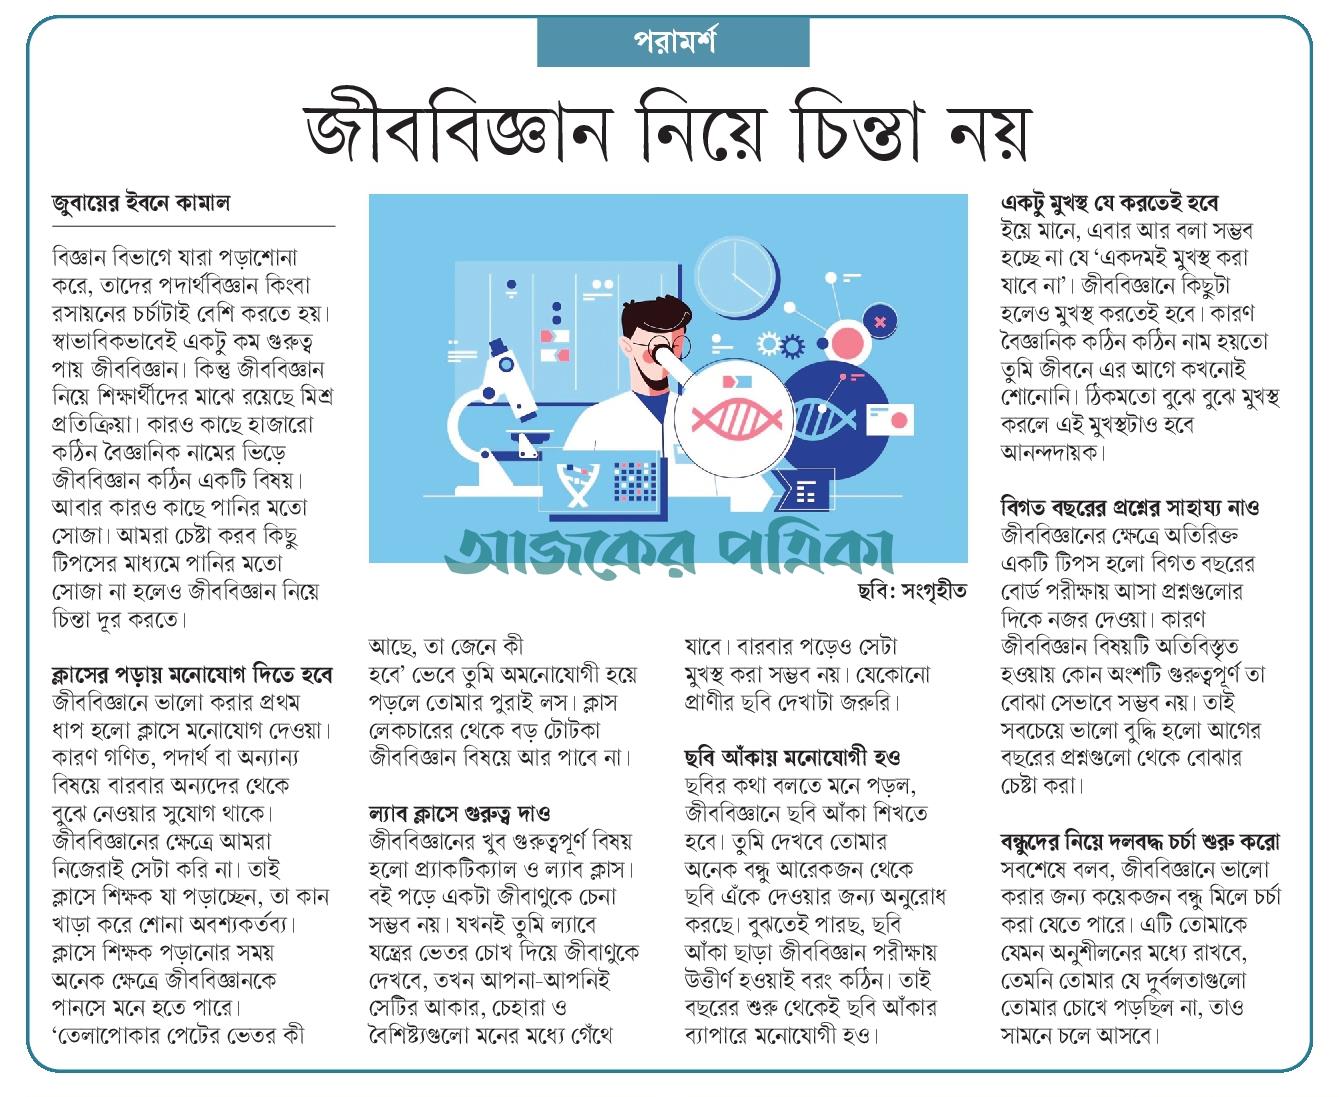 পরামর্শ
জীববিজ্ঞান নিয়ে চিন্তা নয়
জুবায়ের ইবনে কামাল
বিজ্ঞান বিভাগে যারা পড়াশোনা
করে, তাদের পদার্থবিজ্ঞান কিংবা
রসায়নের চর্চাটাই বেশি করতে হয়।
স্বাভাবিকভাবেই একটু কম গুরুত্ব
পায় জীববিজ্ঞান। কিন্তু জীববিজ্ঞান
নিয়ে শিক্ষার্থীদের মাঝে রয়েছে মিশ্র
প্রতিক্রিয়া। কারও কাছে হাজারো
কঠিন বৈজ্ঞানিক নামের ভিড়ে
জীববিজ্ঞান কঠিন একটি বিষয়।
আবার কারও কাছে পানির মতো
সোজা। আমরা চেষ্টা করব কিছু
টিপসের মাধ্যমে পানির মতো
সোজা না হলেও জীববিজ্ঞান নিয়ে
চিন্তা দূর করতে।
ক্লাসের পড়ায় মনোযোগ দিতে হবে
জীববিজ্ঞানে ভালো করার প্রথম
ধাপ হলো ক্লাসে মনোযোগ দেওয়া।
কারণ গণিত, পদার্থ বা অন্যান্য
বিষয়ে বারবার অন্যদের থেকে
বুঝে নেওয়ার সুযোগ থাকে।
জীববিজ্ঞানের ক্ষেত্রে আমরা
নিজেরাই সেটা করি না। তাই
ক্লাসে শিক্ষক যা পড়াচ্ছেন, তা কান
খাড়া করে শোনা অবশ্যকর্তব্য।
ক্লাসে শিক্ষক পড়ানোর সময়
অনেক ক্ষেত্রে জীববিজ্ঞানকে
পানসে মনে হতে পারে।
‘তেলাপোকার পেটের ভেতর কী
আজকের পত্রিকা
ছবি: সংগৃহীত
আছে, তা জেনে কী
হবে’ ভেবে তুমি অমনোযোগী হয়ে
পড়লে তোমার পুরাই লস। ক্লাস
লেকচারের থেকে বড় টোটকা
জীববিজ্ঞান বিষয়ে আর পাবে না।
ল্যাব ক্লাসে গুরুত্ব দাও
জীববিজ্ঞানের খুব গুরুত্বপূর্ণ বিষয়
হলো প্র্যাকটিক্যাল ও ল্যাব ক্লাস।
বই পড়ে একটা জীবাণুকে চেনা
সম্ভব নয়। যখনই তুমি ল্যাবে
যন্ত্রের ভেতর চোখ দিয়ে জীবাণুকে
দেখবে, তখন আপনা-আপনিই
সেটির আকার, চেহারা ও
বৈশিষ্ট্যগুলো মনের মধ্যে গেঁথে
যাবে। বারবার পড়েও সেটা
মুখস্থ করা সম্ভব নয়। যেকোনো
প্রাণীর ছবি দেখাটা জরুরি।
ছবি আঁকায় মনোযোগী হও
ছবির কথা বলতে মনে পড়ল,
জীববিজ্ঞানে ছবি আঁকা শিখতে
হবে। তুমি দেখবে তোমার
অনেক বন্ধু আরেকজন থেকে
ছবি এঁকে দেওয়ার জন্য অনুরোধ
করছে। বুঝতেই পারছ, ছবি
আঁকা ছাড়া জীববিজ্ঞান পরীক্ষায়
উত্তীর্ণ হওয়াই বরং কঠিন। তাই
বছরের শুরু থেকেই ছবি আঁকার
ব্যাপারে মনোযোগী হও।
একটু মুখস্থ যে করতেই হবে
ইয়ে মানে, এবার আর বলা সম্ভব
হচ্ছে না যে ‘একদমই মুখস্থ করা
যাবে না’। জীববিজ্ঞানে কিছুটা
হলেও মুখস্থ করতেই হবে। কারণ
বৈজ্ঞানিক কঠিন কঠিন নাম হয়তো
তুমি জীবনে এর আগে কখনোই
শোনোনি। ঠিকমতো বুঝে বুঝে মুখস্থ
করলে এই মুখস্থটাও হবে
আনন্দদায়ক।
বিগত বছরের প্রশ্নের সাহায্য নাও
জীববিজ্ঞানের ক্ষেত্রে অতিরিক্ত
একটি টিপস হলো বিগত বছরের
বোর্ড পরীক্ষায় আসা প্রশ্নগুলোর
দিকে নজর দেওয়া। কারণ
জীববিজ্ঞান বিষয়টি অতিবিস্তৃত
হওয়ায় কোন অংশটি গুরুত্বপূর্ণ তা
বোঝা সেভাবে সম্ভব নয়। তাই
সবচেয়ে ভালো বুদ্ধি হলো আগের
বছরের প্রশ্নগুলো থেকে বোঝার
চেষ্টা করা।
বন্ধুদের নিয়ে দলবদ্ধ চর্চা শুরু করো
সবশেষে বলব, জীববিজ্ঞানে ভালো
করার জন্য কয়েকজন বন্ধু মিলে চর্চা
করা যেতে পারে। এটি তোমাকে
যেমন অনুশীলনের মধ্যে রাখবে,
তেমনি তোমার যে দুর্বলতাগুলো
তোমার চোখে পড়ছিল না, তাও
সামনে চলে আসবে।